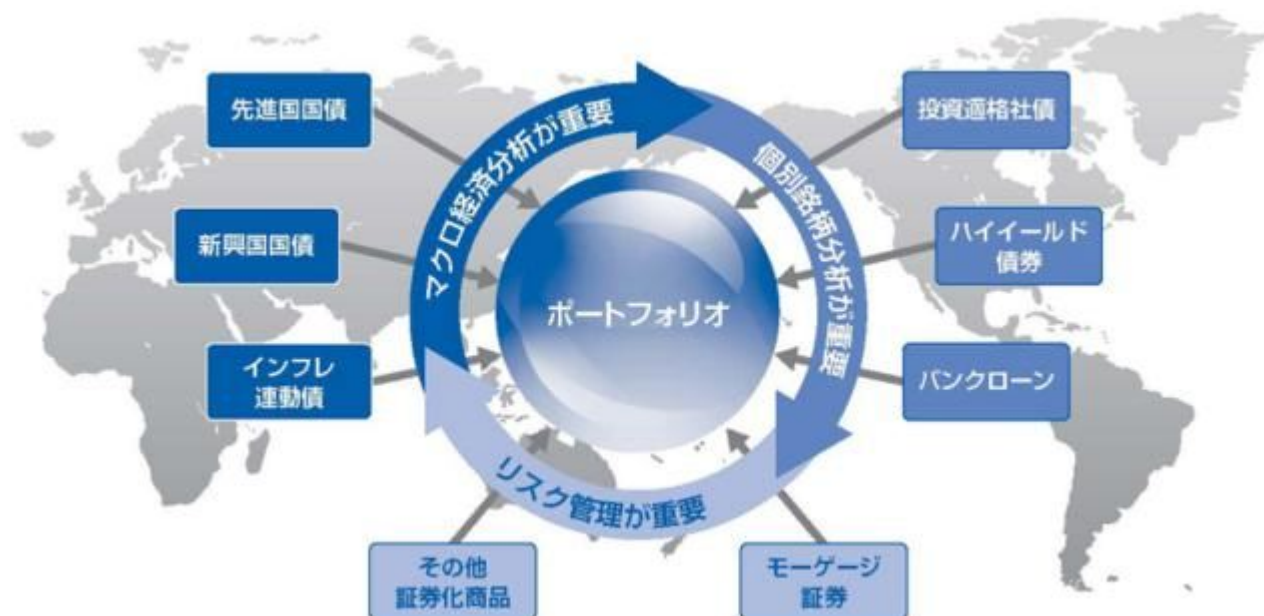 先進国国債
新興国国債
インフレ
連動債
マクロ経済分析が重要
ポートフォリオ
個別銘柄分析が重要
投資適格社債
ハイイールド
債券
バンクローン
リスク管理が重要
その他
証券化商品
モーゲージ
証券